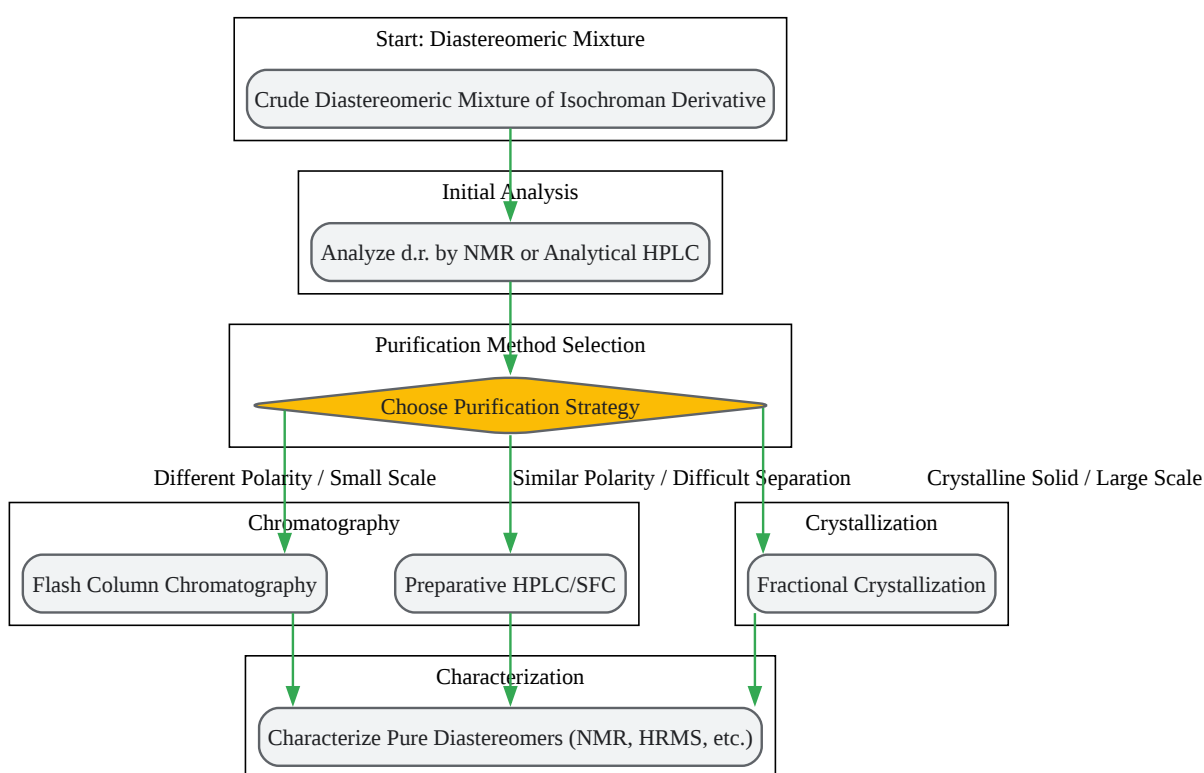 Start: Diastereomeric Mixture
Crude Diastereomeric Mixture of Isochroman Derivative
Initial Analysis
Analyze d.r. by NMR or Analytical HPLC
Purification Method Selection
Choose Purification Strategy
Different Polarity / Small Scale
Similar Polarity / Difficult Separation
Crystalline Solid / Large Scale
Chromatography
Crystallization
Flash Column Chromatography
Preparative HPLC/SFC
Fractional Crystallization
Characterization
Characterize Pure Diastereomers (NMR, HRMS, etc.)